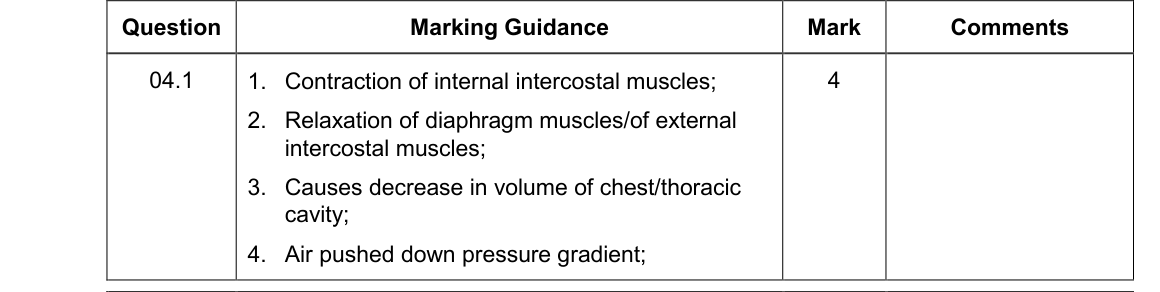 Question Marking Guidance Mark Comments
04.1 1. Contraction of internal intercostal muscles; 4
2. Relaxation of diaphragm muscles/of external
intercostal muscles;
3. Causes decrease in volume of chest/thoracic
cavity;
4. Air pushed down pressure gradient;